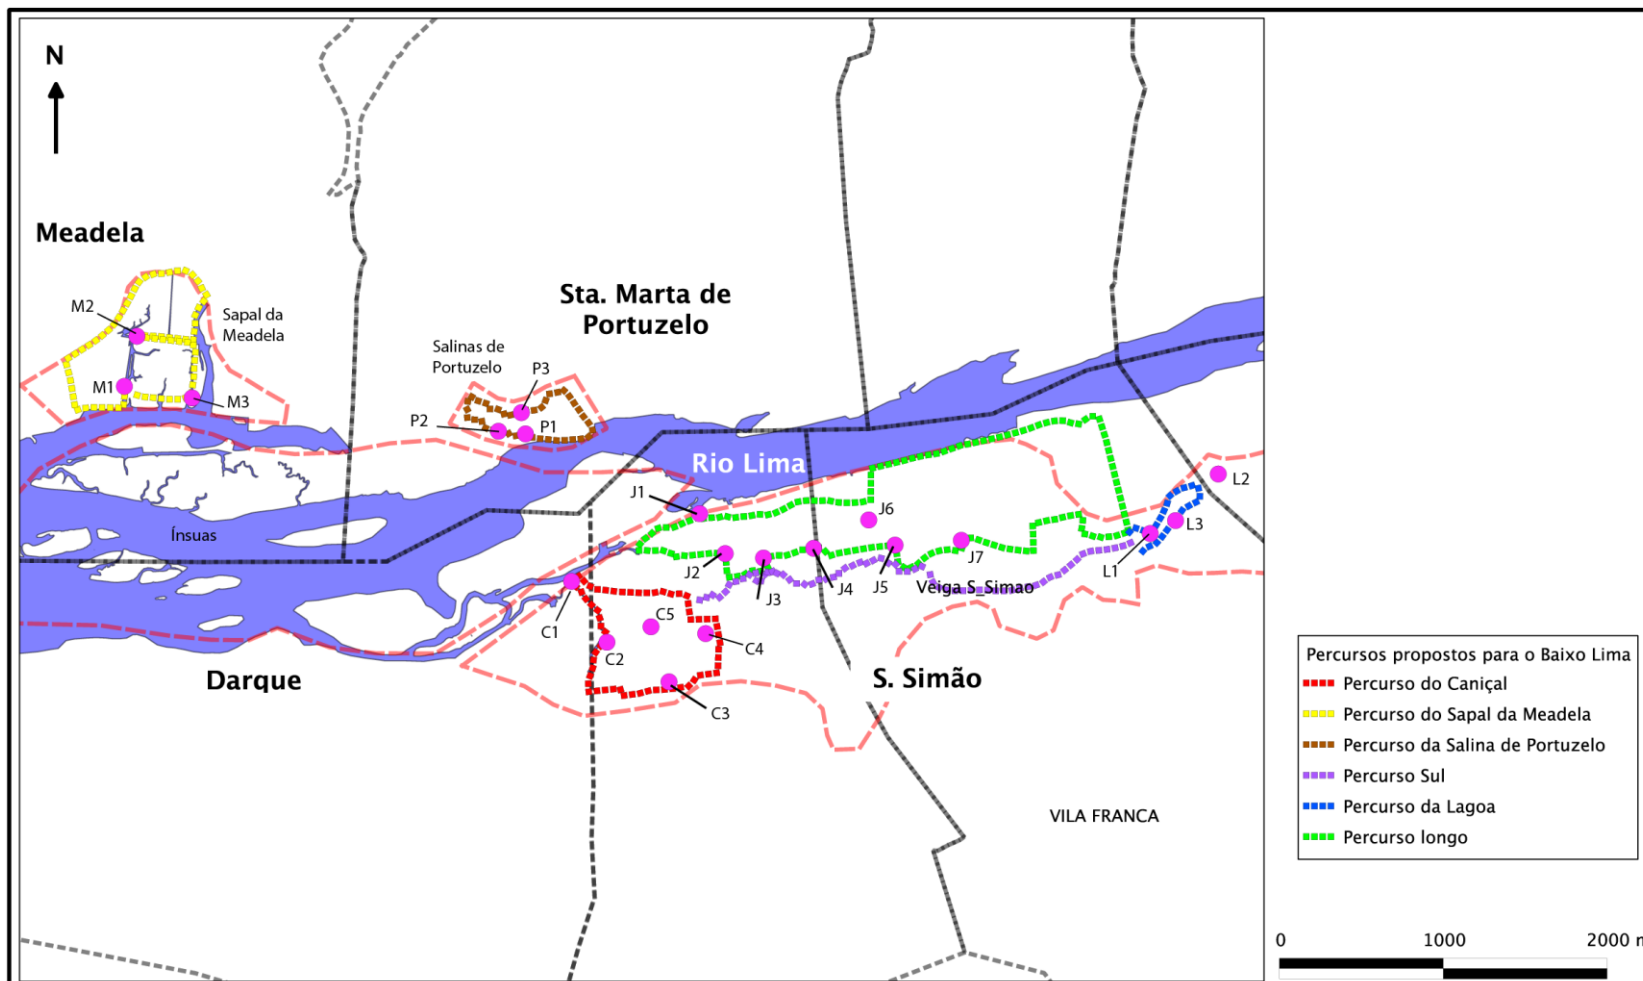 N
Meadela
M2
Sapal da
Meadela
M1
M3
Sta. Marta de
Portuzelo
Salinas de
Portuzelo
P3
P2
P1
Rio Lima
J1
J6
L2
L3
Ínsuas
J2
J3
J4
J5
J7
Veiga S_Simao
L1
C1
C5
C2
C4
C3
Darque
S. Simão
VILA FRANCA
Percursos propostos para o Baixo Lima
Percurso do Caniçal
Percurso do Sapal da Meadela
Percurso da Salina de Portuzelo
Percurso Sul
Percurso da Lagoa
Percurso longo
0 1000 2000 m